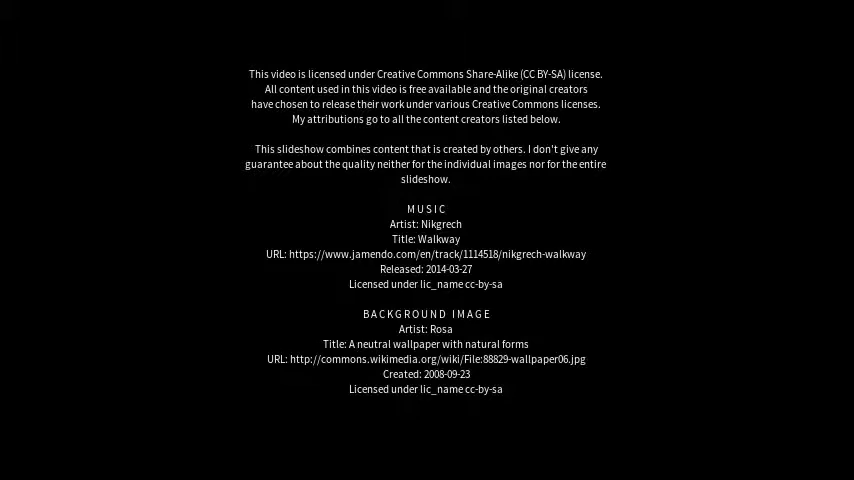 This video is licensed under Creative Commons Share-Alike (CC BY-SA) license.
All content used in this video is free available and the original creators
have chosen to release their work under various Creative Commons licenses.
My attributions go to all the content creators listed below.
This slideshow combines content that is created by others. I don't give any
guarantee about the quality neither for the individual images nor for the entire
slideshow.
MUSIC
Artist: Nikgrech
Title: Walkway
URL: https://www.jamendo.com/en/track/1114518/nikgrech-walkway
Released: 2014-03-27
Licensed under lic_name cc-by-sa
BACKGROUND IMAGE
Artist: Rosa
Title: A neutral wallpaper with natural forms
URL: http://commons.wikimedia.org/wiki/File:88829-wallpaper06.jpg
Created: 2008-09-23
Licensed under lic_name cc-by-sa